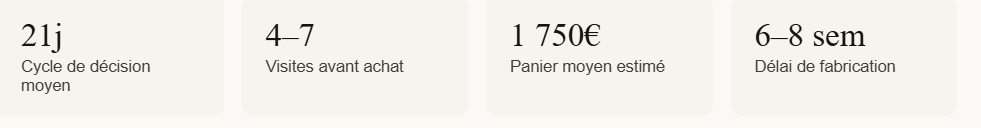 21j
Cycle de décision
moyen
4–7
Visites avant achat
1 750€
Panier moyen estimé
6–8 sem
Délai de fabrication